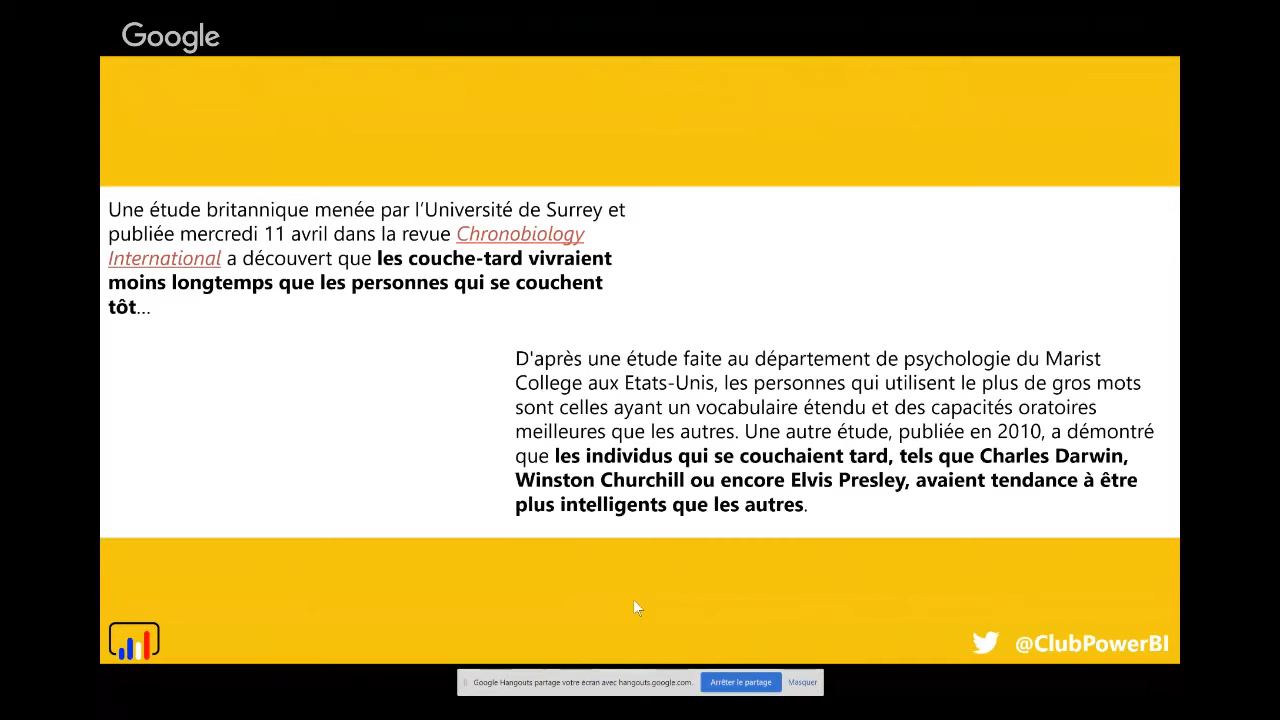 Google
Une étude britannique menée par l'Université de Surrey et
publiée mercredi 11 avril dans la revue Chronobiology
International a découvert que les couche-tard vivraient
moins longtemps que les personnes qui se couchent
tôt...
D'après une étude faite au département de psychologie du Marist
College aux Etats-Unis, les personnes qui utilisent le plus de gros mots
sont celles ayant un vocabulaire étendu et des capacités oratoires
meilleures que les autres. Une autre étude, publiée en 2010, a démontré
que les individus qui se couchaient tard, tels que Charles Darwin,
Winston Churchill ou encore Elvis Presley, avaient tendance à être
plus intelligents que les autres.
@ClubPowerBI
Google Hangouts partage votre écran avec hangouts.google.com. Arrêter le partage Masquer